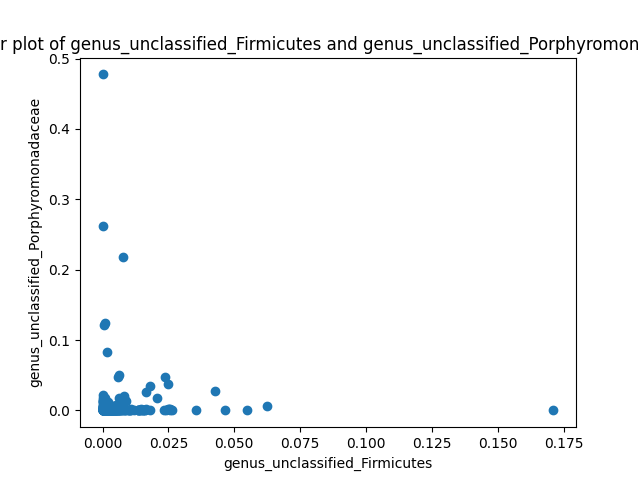 r plot of genus_unclassified_Firmicutes and genus_unclassified_Porphyromon
0.5
0.4
0.3
0.2
0.1
0.0
genus_unclassified_Porphyromonadaceae
0.000 0.025 0.050 0.075 0.100 0.125 0.150 0.175
genus_unclassified_Firmicutes